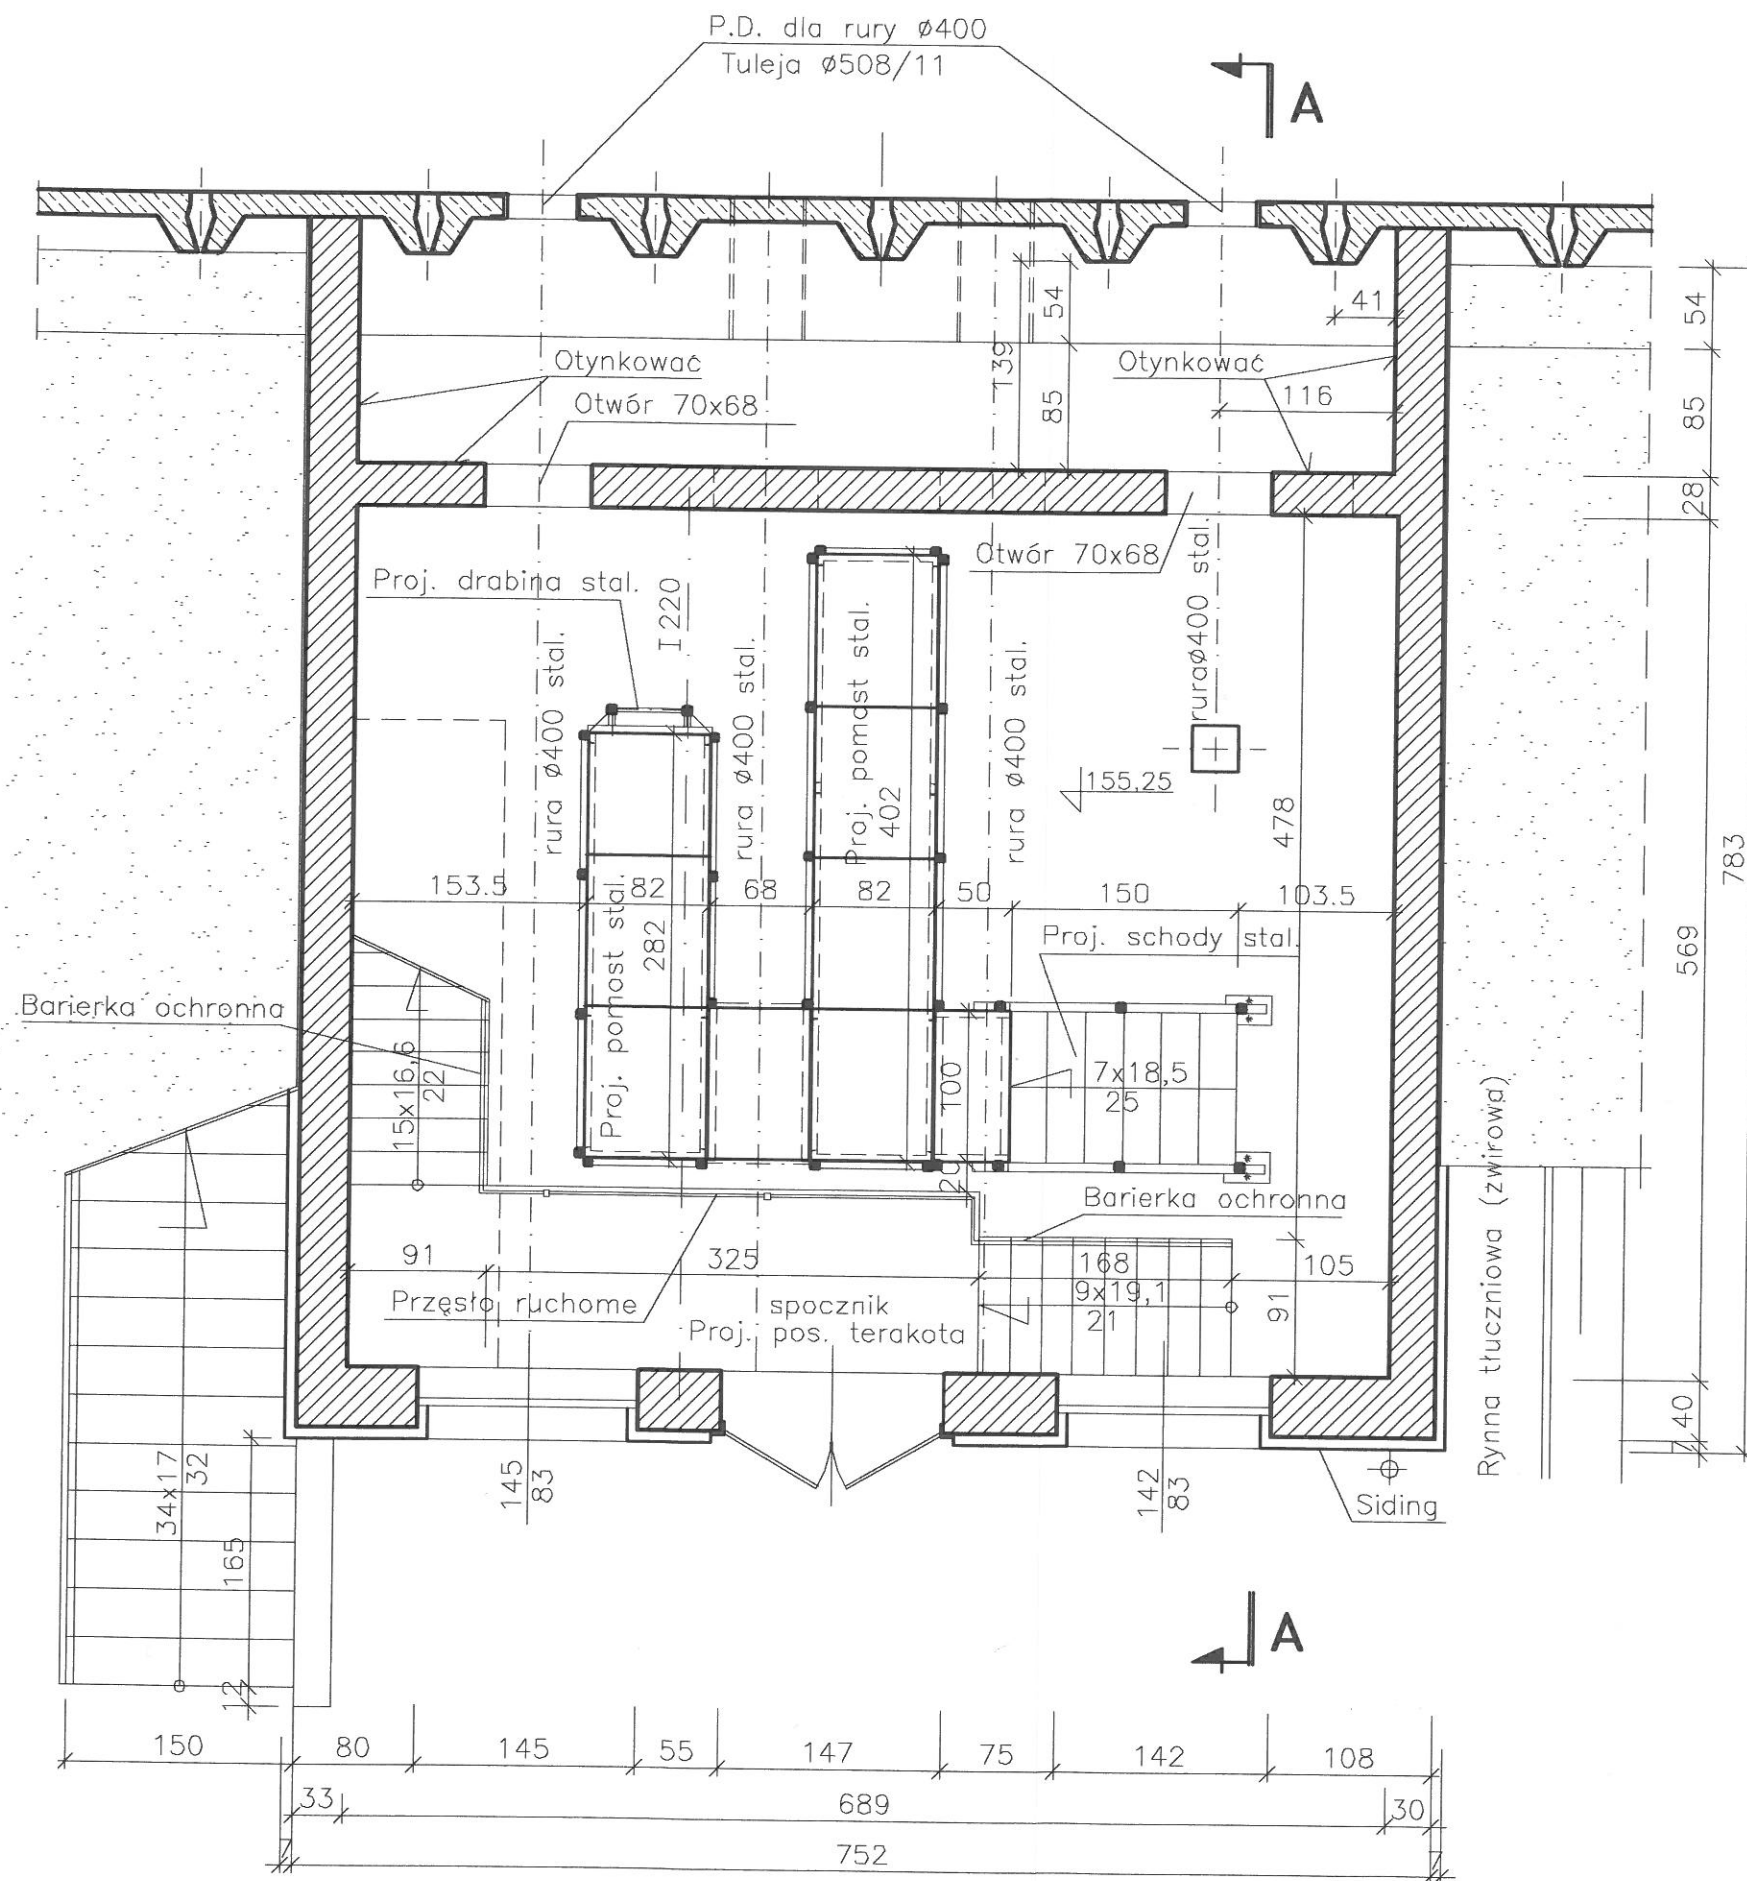 P.D. dla rury ø400
Tuleja ø508/11
A
41
54
54
139
Otynkować
Otynkować
116
85
85
Otwór 70x68
28
Otwór 70x68
Proj. drabina stal.
I 220
rura ø400 stal.
rura ø400 stal.
Proj. pomost stal.
402
rura ø400 stal.
rura ø400 stal.
155,25
478
783
153.5
82
68
82
50
150
103.5
Proj. pomost stal.
282
Proj. schody stal.
569
Barierka ochronna
15x16,6
22
100
7x18,5
25
20
Barierka ochronna
Rynna tłuczniowa (zwirowa)
91
325
168
105
9x19,1
21
91
Przęsło ruchome
spocznik
Proj. pos. terakota
40
7
34x17
32
145
83
142
83
Siding
165
12
A
150
80
145
55
147
75
142
108
33
689
30
7
752
7